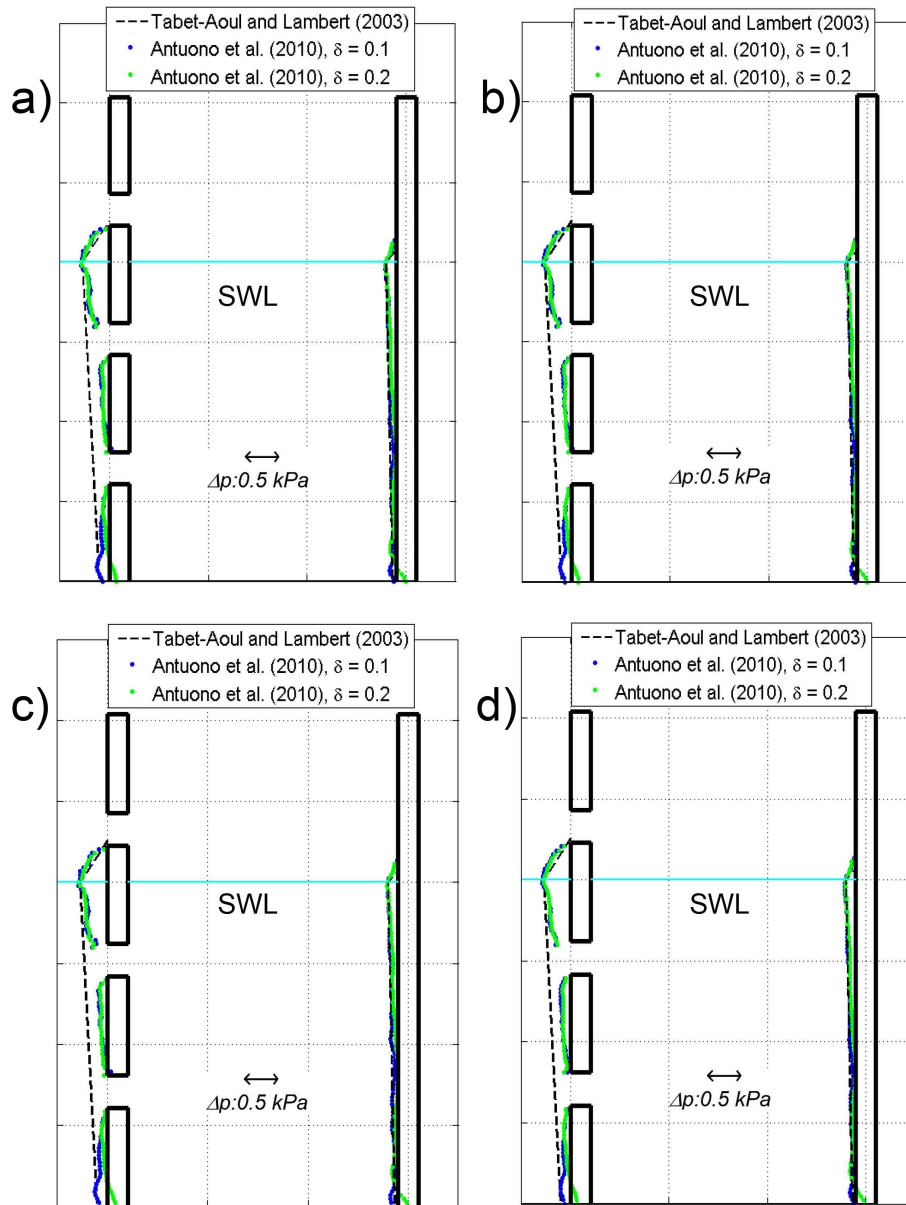 Tabet-Aoul and Lambert (2003)
Antuono et al. (2010), δ = 0.1
Antuono et al. (2010), δ = 0.2
a)
SWL
Δp:0.5 kPa
Tabet-Aoul and Lambert (2003)
Antuono et al. (2010), δ = 0.1
Antuono et al. (2010), δ = 0.2
b)
SWL
Δp:0.5 kPa
Tabet-Aoul and Lambert (2003)
Antuono et al. (2010), δ = 0.1
Antuono et al. (2010), δ = 0.2
c)
SWL
Δp:0.5 kPa
Tabet-Aoul and Lambert (2003)
Antuono et al. (2010), δ = 0.1
Antuono et al. (2010), δ = 0.2
d)
SWL
Δp:0.5 kPa